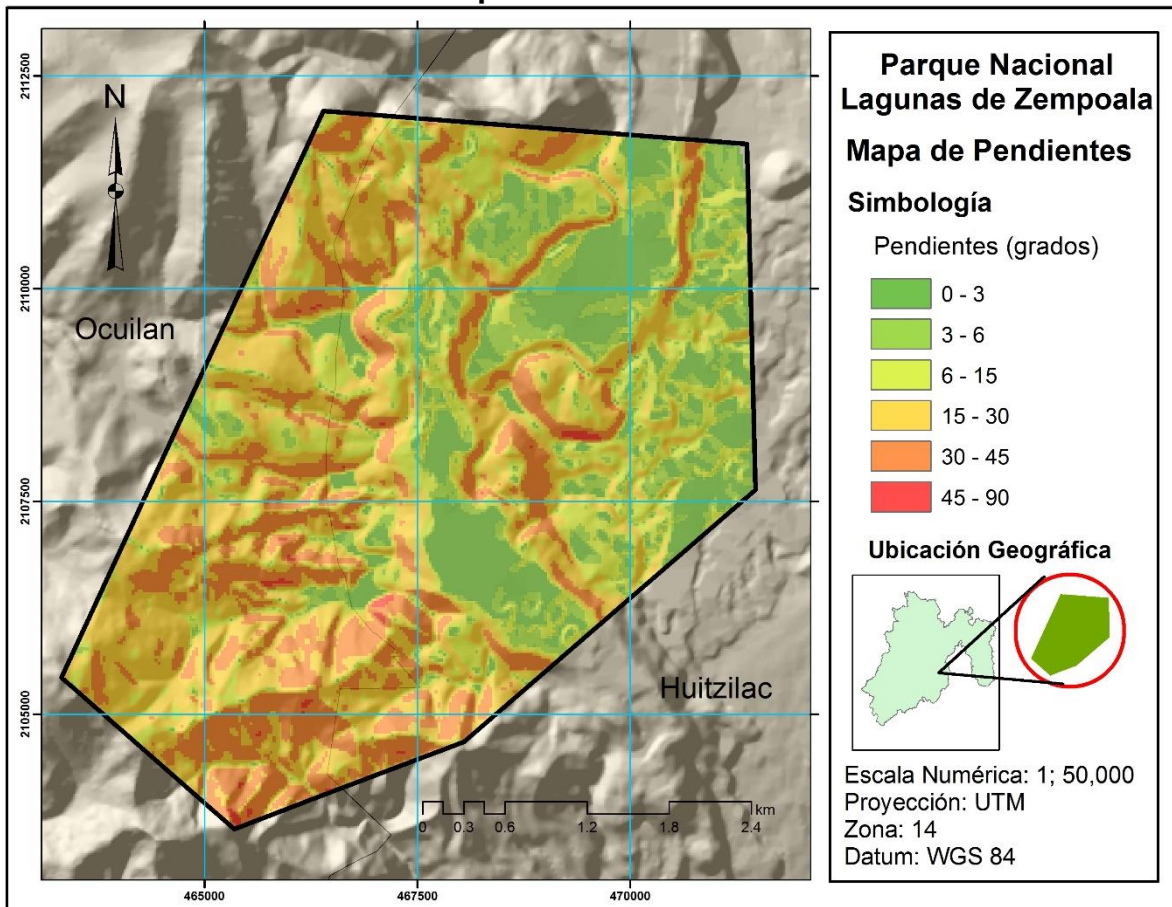 2112500
2110000
2107500
2105000
465000
467500
470000
N
Ocuilan
Huitzilac
km
0 0.3 0.6 1.2 1.8 2.4
Parque Nacional
Lagunas de Zempoala
Mapa de Pendientes
Simbología
Pendientes (grados)
0 - 3
3 - 6
6 - 15
15 - 30
30 - 45
45 - 90
Ubicación Geográfica
Escala Numérica: 1; 50,000
Proyección: UTM
Zona: 14
Datum: WGS 84